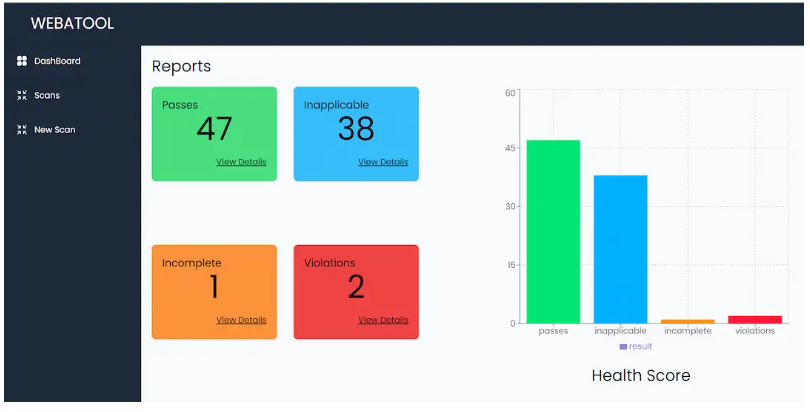 WEBATOOL
DashBoard
Scans
New Scan
Reports
Passes
47
View Details
Inapplicable
38
View Details
Incomplete
1
View Details
Violations
2
View Details
60
45
30
15
0
passes inapplicable incomplete violations
result
Health Score